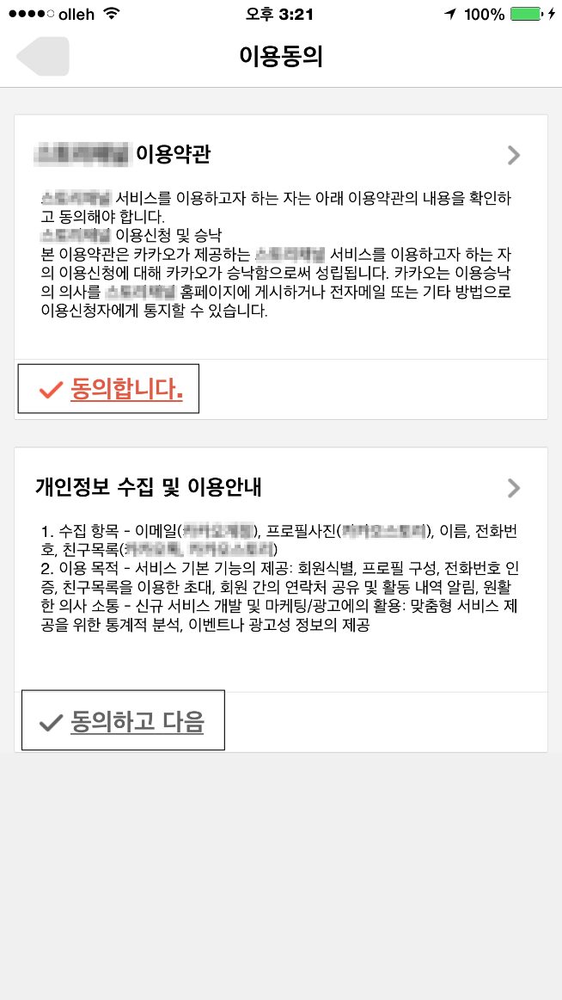 olleh 오후 3:21 100%
이용동의
이용약관
서비스를 이용하고자 하는 자는 아래 이용약관의 내용을 확인하
고 동의해야 합니다.
이용신청 및 승낙
본 이용약관은 카카오가 제공하는 서비스를 이용하고자 하는 자
의 이용신청에 대해 카카오가 승낙함으로써 성립됩니다. 카카오는 이용승낙
의 의사를 홈페이지에 게시하거나 전자메일 또는 기타 방법으로
이용신청자에게 통지할 수 있습니다.
동의합니다.
개인정보 수집 및 이용안내
1. 수집 항목 - 이메일( ), 프로필사진( ), 이름, 전화번
호, 친구목록( )
2. 이용 목적 - 서비스 기본 기능의 제공: 회원식별, 프로필 구성, 전화번호 인
증, 친구목록을 이용한 초대, 회원 간의 연락처 공유 및 활동 내역 알림, 원활
한 의사 소통 - 신규 서비스 개발 및 마케팅/광고에의 활용: 맞춤형 서비스 제
공을 위한 통계적 분석, 이벤트나 광고성 정보의 제공
동의하고 다음